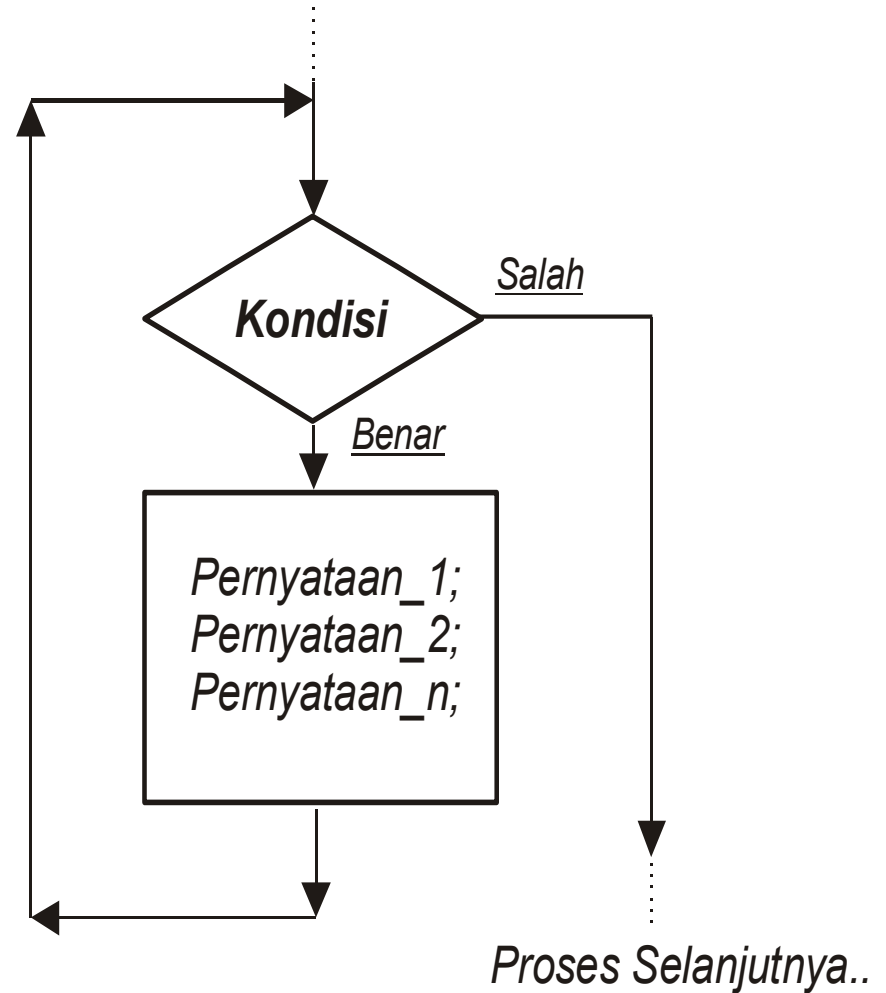 Salah
Kondisi
Benar
Pernyataan_1;
Pernyataan_2;
Pernyataan_n;
Proses Selanjutnya..